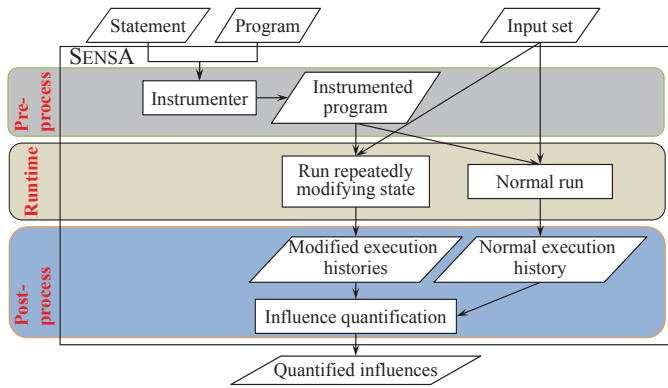 Statement
Program
Input set
SENSA
Pre-
process
Instrumenter
Instrumented
program
Runtime
Run repeatedly
modifying state
Normal run
Post-
process
Modified execution
histories
Normal execution
history
Influence quantification
Quantified influences